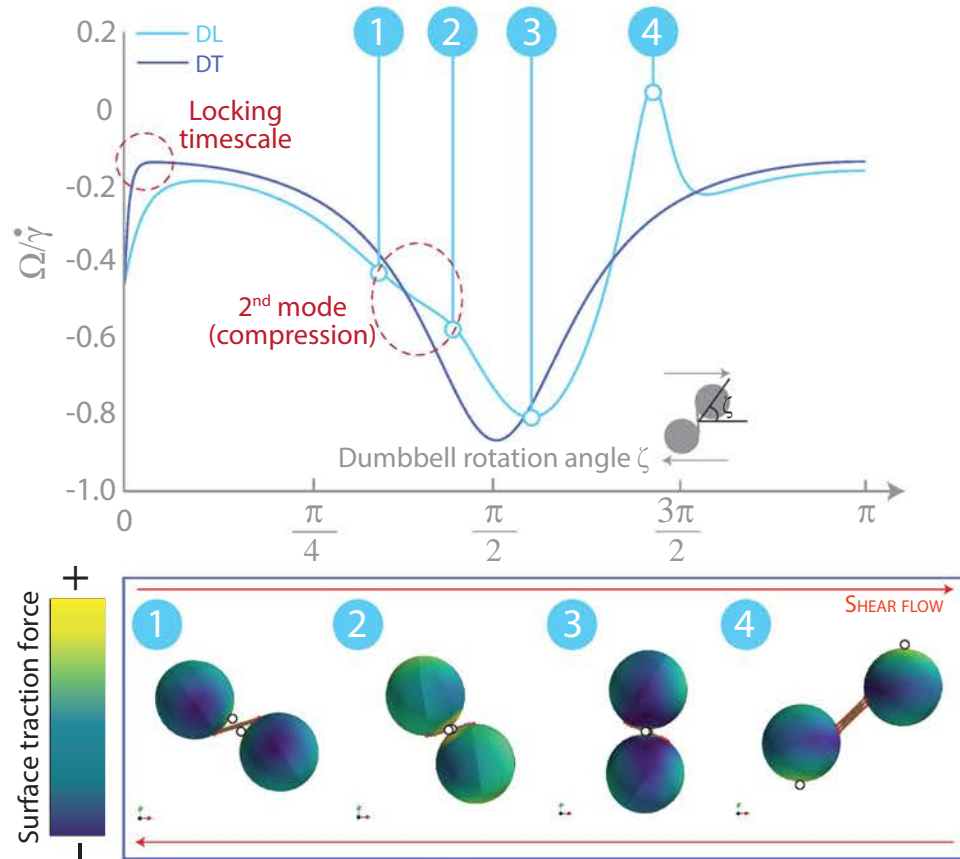 1 2 3 4
0.2
0
-0.2
-0.4
-0.6
-0.8
-1.0
Ω/γ̇
DL
DT
Locking
timescale
2nd mode
(compression)
ζ
Dumbbell rotation angle ζ
0
π/4
π/2
3π/2
π
+
Surface traction force
-
SHEAR FLOW
1 2 3 4